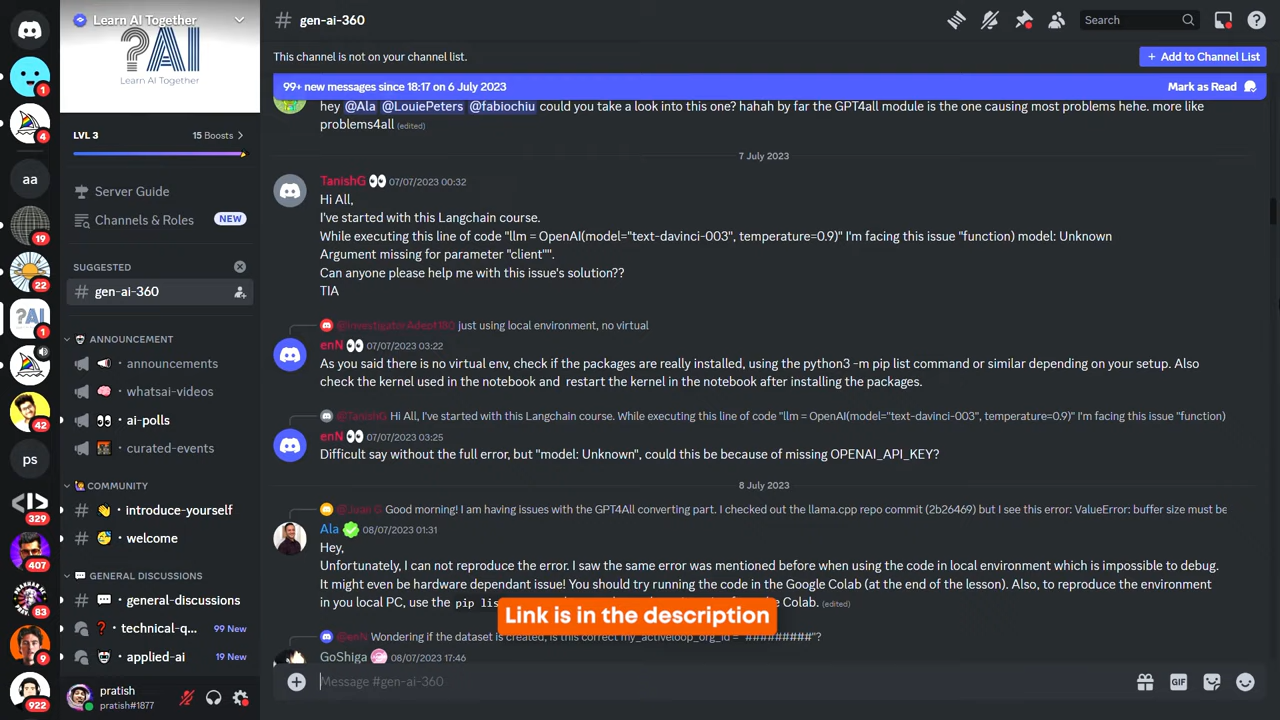 Learn AI Together
?AI
Learn AI Together
LVL 3
15 Boosts
Server Guide
Channels & Roles
NEW
SUGGESTED
# gen-ai-360
ANNOUNCEMENT
announcements
whatsai-videos
ai-polls
curated-events
COMMUNITY
# introduce-yourself
# welcome
GENERAL DISCUSSIONS
# general-discussions
technical-q...
99 New
applied-ai
19 New
pratish
pratish#1877
1
4
aa
19
22
1
42
ps
329
407
83
9
922
# gen-ai-360
Search
This channel is not on your channel list.
+ Add to Channel List
99+ new messages since 18:17 on 6 July 2023
Mark as Read
hey @Ala @LouiePeters @fabiochiu could you take a look into this one? hahah by far the GPT4all module is the one causing most problems hehe. more like
problems4all (edited)
7 July 2023
TanishG 07/07/2023 00:32
Hi All,
I've started with this Langchain course.
While executing this line of code "llm = OpenAI(model="text-davinci-003", temperature=0.9)" I'm facing this issue "function) model: Unknown
Argument missing for parameter "client"".
Can anyone please help me with this issue's solution??
TIA
@InvestigatorAdept180 just using local environment, no virtual
enN 07/07/2023 03:22
As you said there is no virtual env, check if the packages are really installed, using the python3 -m pip list command or similar depending on your setup. Also
check the kernel used in the notebook and restart the kernel in the notebook after installing the packages.
@TanishG Hi All, I've started with this Langchain course. While executing this line of code "llm = OpenAI(model="text-davinci-003", temperature=0.9)" I'm facing this issue "function)
enN 07/07/2023 03:25
Difficult say without the full error, but "model: Unknown", could this be because of missing OPENAI_API_KEY?
8 July 2023
@Juan G Good morning! I am having issues with the GPT4All converting part. I checked out the llama.cpp repo commit (2b26469) but I see this error: ValueError: buffer size must be
Ala 08/07/2023 01:31
Hey,
Unfortunately, I can not reproduce the error. I saw the same error was mentioned before when using the code in local environment which is impossible to debug.
It might even be hardware dependant issue! You should try running the code in the Google Colab (at the end of the lesson). Also, to reproduce the environment
in you local PC, use the pip lis Colab. (edited)
Link is in the description
@enN Wondering if the dataset is created, is this correct my_activeloop_org_id = "#########"?
GoShiga 08/07/2023 17:46
Message #gen-ai-360
GIF